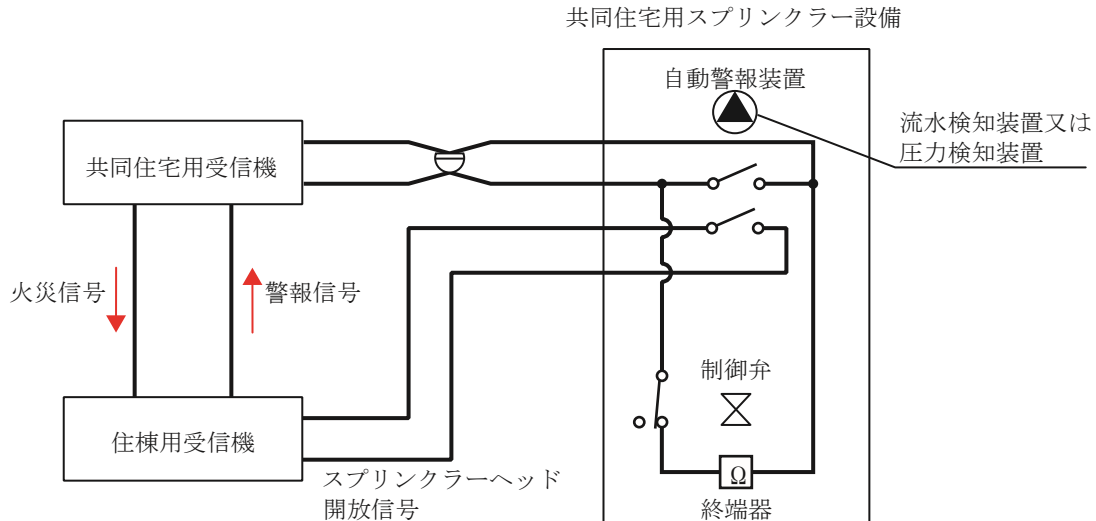 共同住宅用スプリンクラー設備
自動警報装置
流水検知装置又は
圧力検知装置
共同住宅用受信機
火災信号
警報信号
制御弁
住棟用受信機
スプリンクラーヘッド
開放信号
Ω
終端器